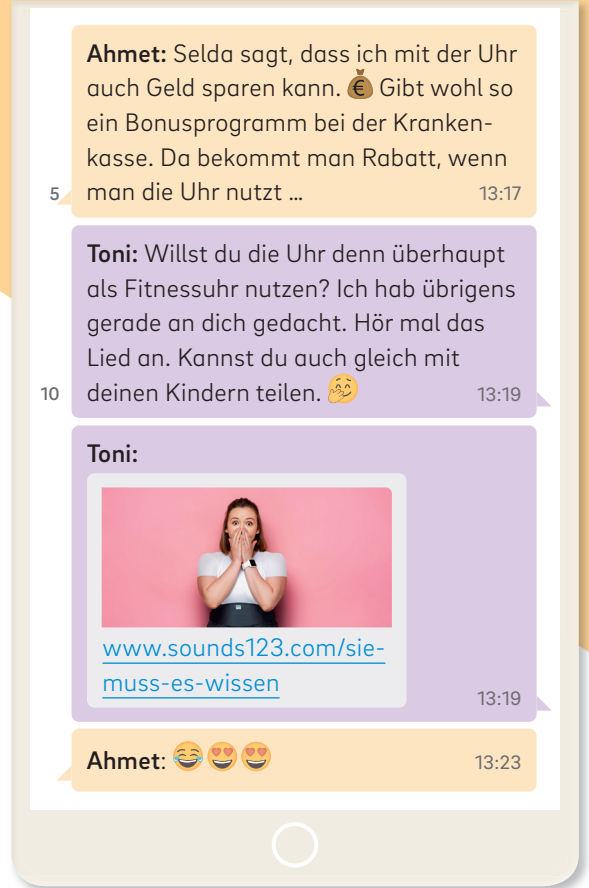 Ahmet: Selda sagt, dass ich mit der Uhr
auch Geld sparen kann. 💰 Gibt wohl so
ein Bonusprogramm bei der Kranken-
kasse. Da bekommt man Rabatt, wenn
5 man die Uhr nutzt ... 13:17
Toni: Willst du die Uhr denn überhaupt
als Fitnessuhr nutzen? Ich hab übrigens
gerade an dich gedacht. Hör mal das
Lied an. Kannst du auch gleich mit
10 deinen Kindern teilen. 🤭 13:19
Toni:
www.sounds123.com/sie-
muss-es-wissen
13:19
Ahmet: 😂😍😍 13:23